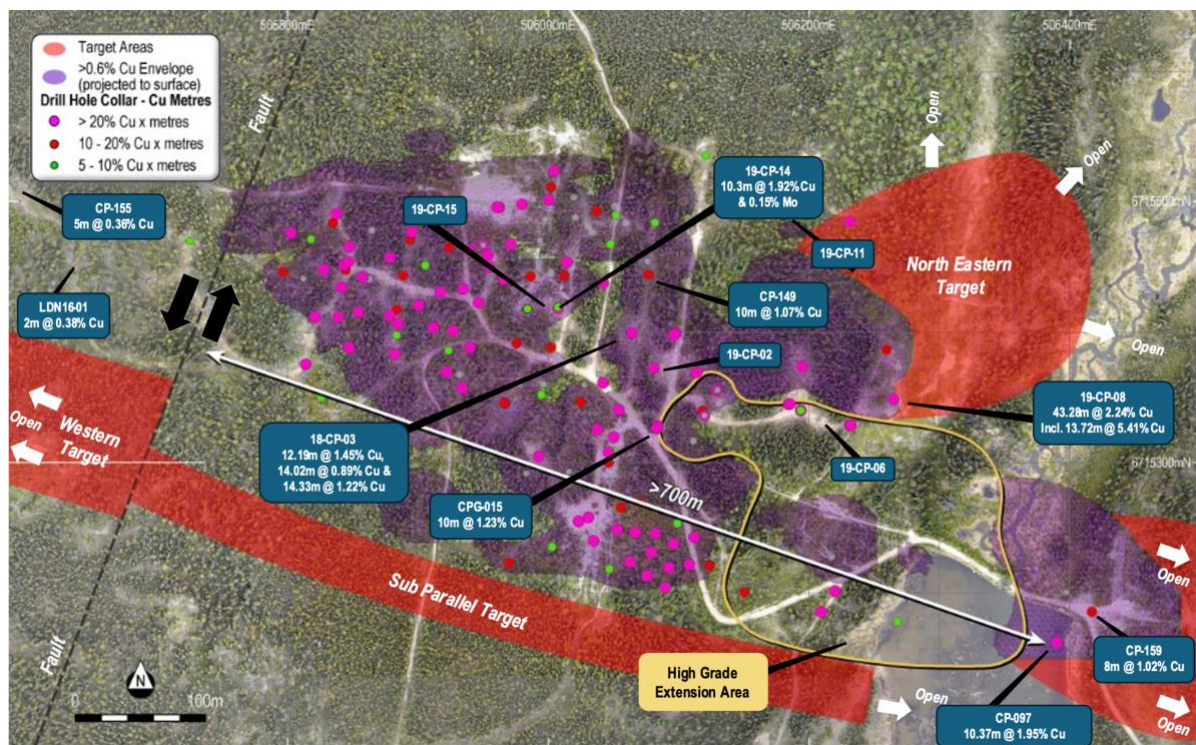 506800mE
506000mE
506200mE
506400mE
Target Areas
>0.6% Cu Envelope
(projected to surface)
Drill Hole Collar - Cu Metres
> 20% Cu x metres
10 - 20% Cu x metres
5 - 10% Cu x metres
Fault
Open
Open
6715500mN
19-CP-14
10.3m @ 1.92% Cu
& 0.15% Mo
CP-155
5m @ 0.36% Cu
19-CP-15
19-CP-11
North Eastern
Target
LDN16-01
2m @ 0.38% Cu
CP-149
10m @ 1.07% Cu
Open
19-CP-02
19-CP-08
43.28m @ 2.24% Cu
Incl. 13.72m @ 5.41% Cu
Open
Western
Target
18-CP-03
12.19m @ 1.45% Cu,
14.02m @ 0.89% Cu &
14.33m @ 1.22% Cu
19-CP-06
6715300mN
>700m
CPG-015
10m @ 1.23% Cu
Sub Parallel Target
Open
Fault
High Grade
Extension Area
CP-159
8m @ 1.02% Cu
N
0
100m
Open
Open
CP-097
10.37m @ 1.95% Cu